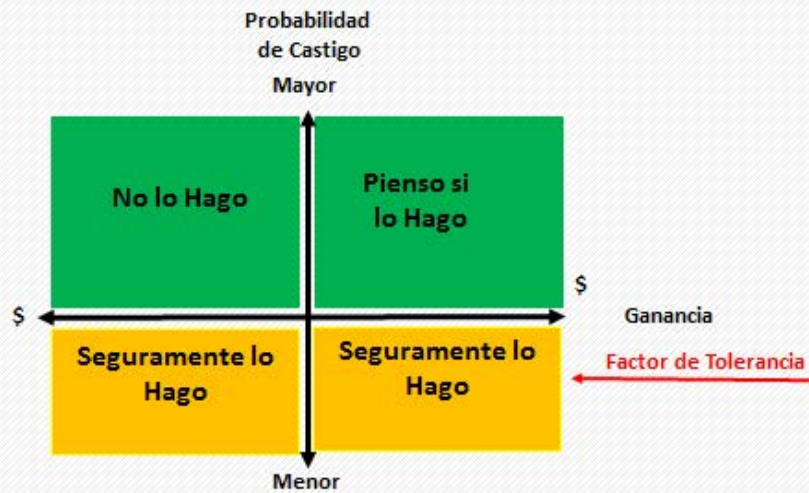 Probabilidad
de Castigo
Mayor
No lo Hago
Pienso si
lo Hago
$
$
Ganancia
Seguramente lo
Hago
Seguramente lo
Hago
Factor de Tolerancia
Menor